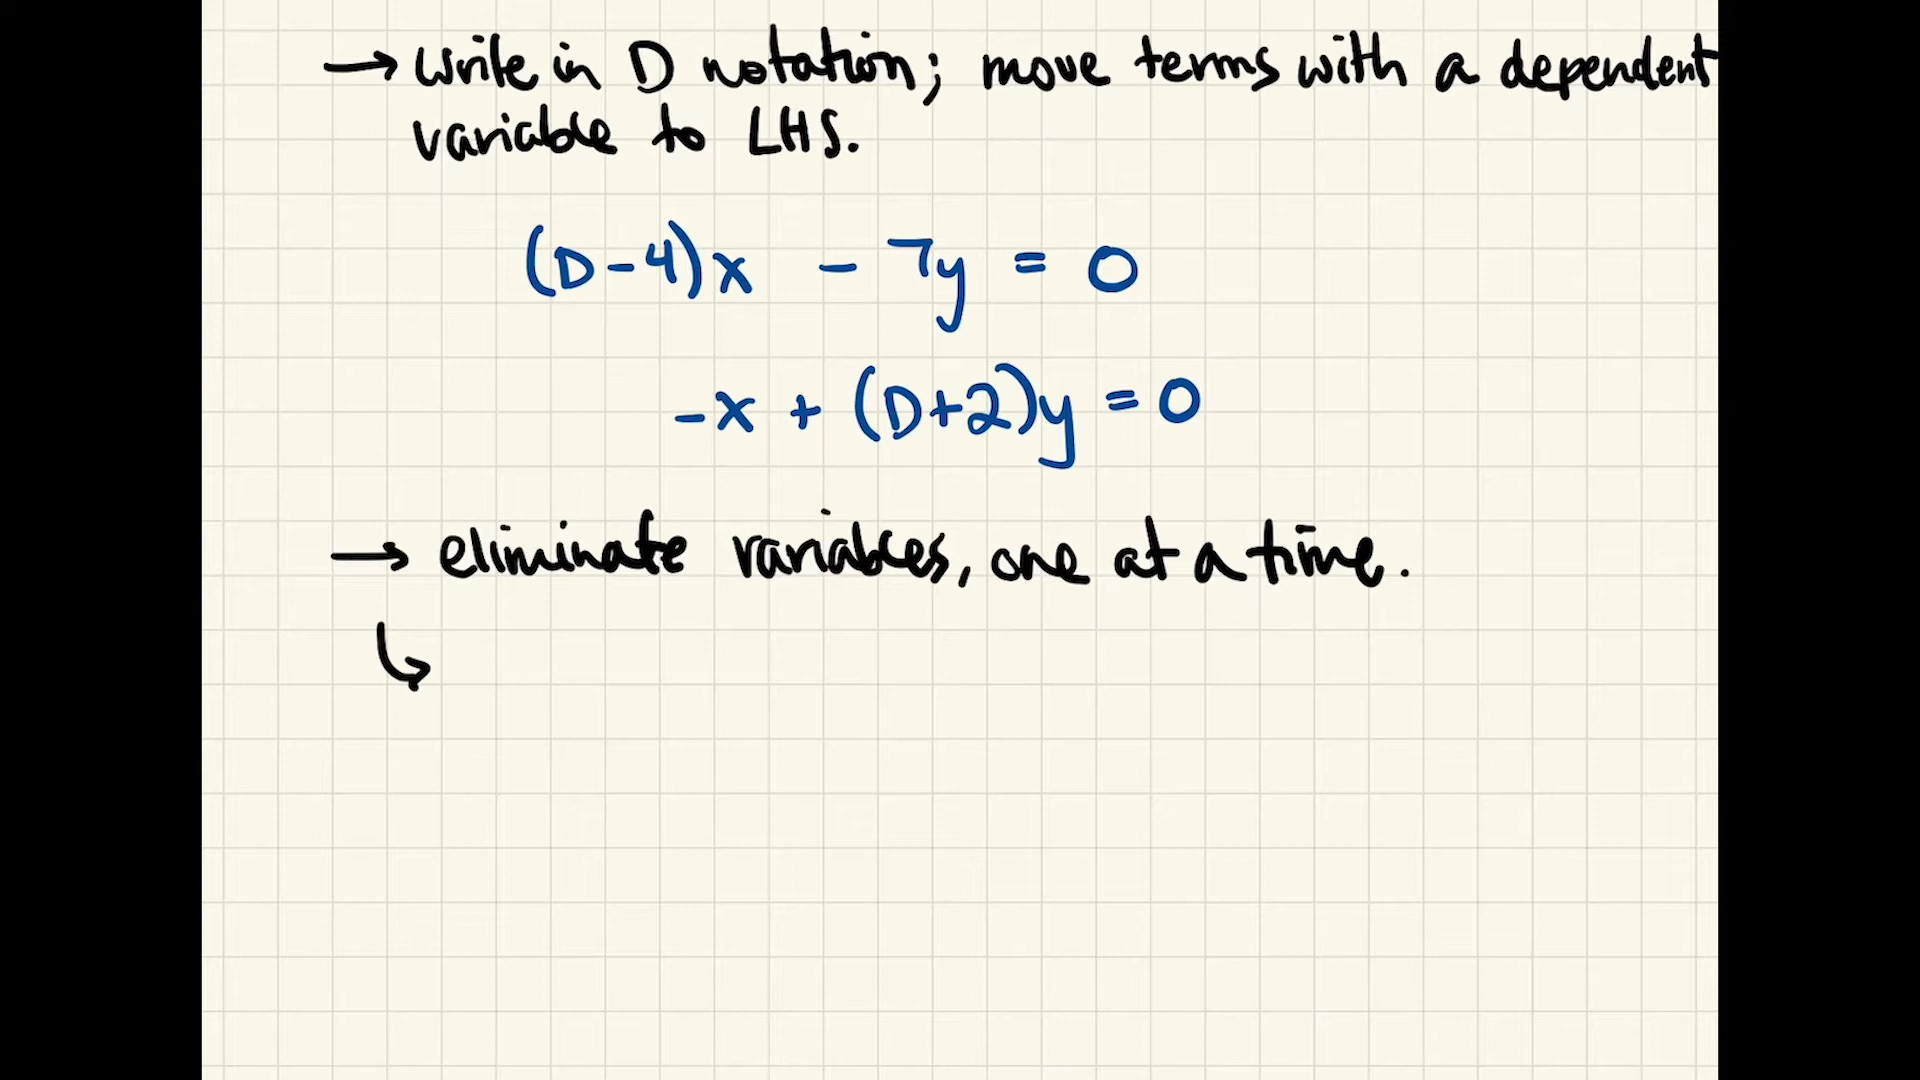 → write in D notation; move terms with a dependent
variable to LHS.
(D-4)x - 7y = 0
-x + (D+2)y = 0
→ eliminate variables, one at a time.
↳